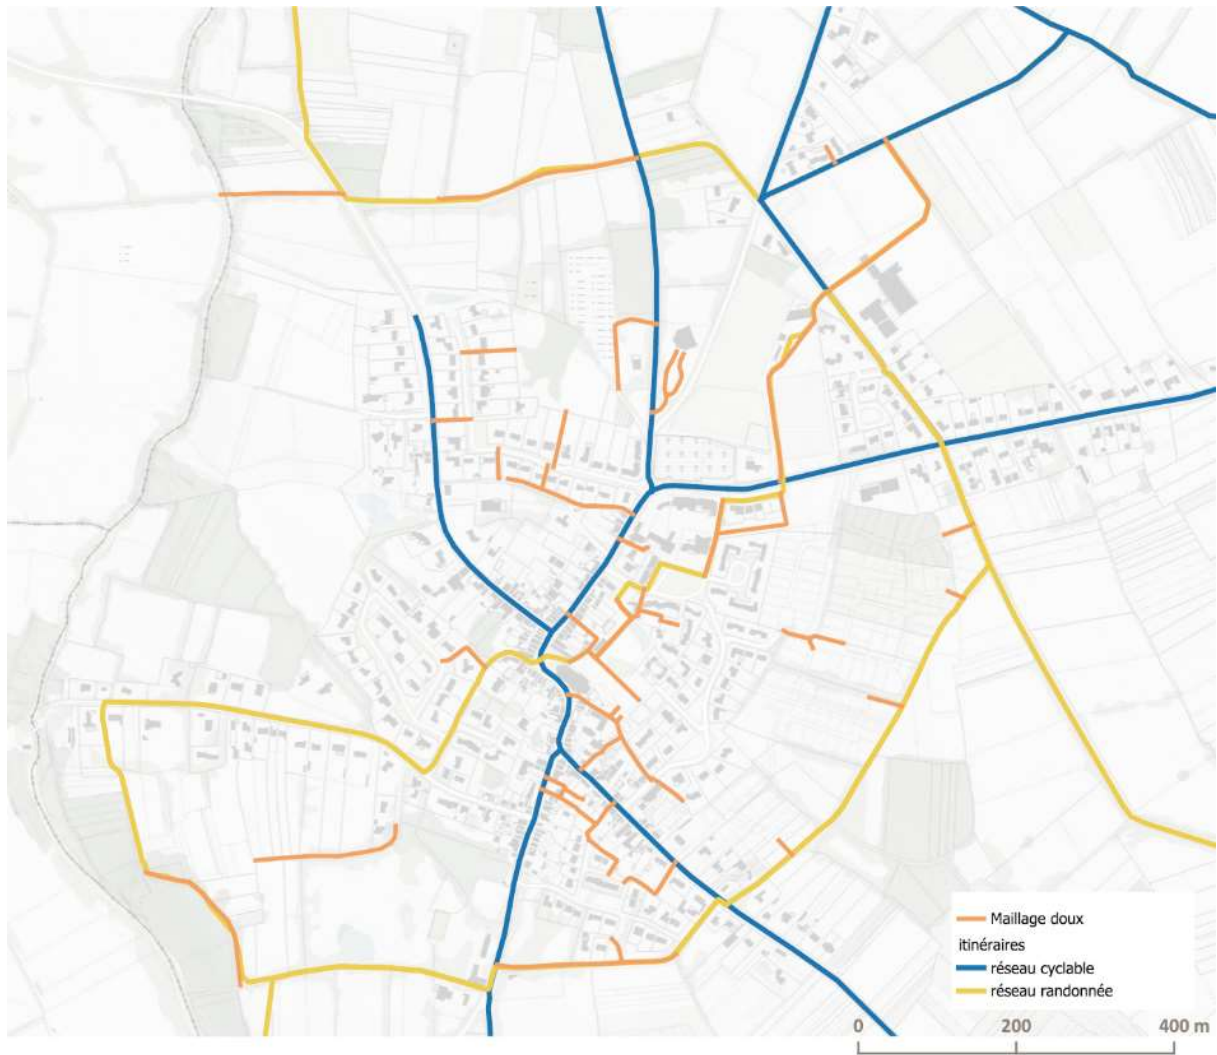 Maillage doux
itinéraires
réseau cyclable
réseau randonnée
0 200 400 m